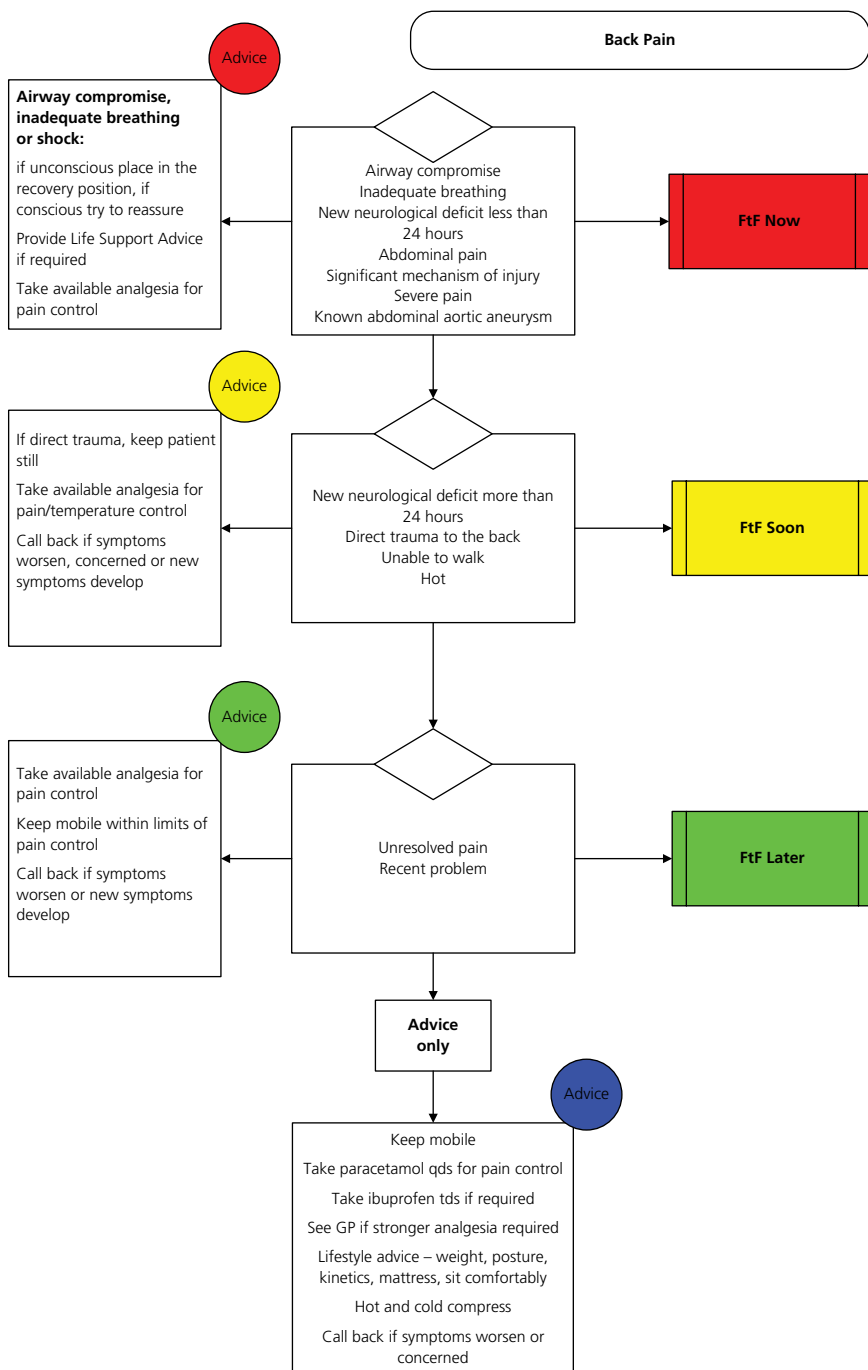 Back Pain
Advice
Airway compromise,
inadequate breathing
or shock:
if unconscious place in the
recovery position, if
conscious try to reassure
Provide Life Support Advice
if required
Take available analgesia for
pain control
Airway compromise
Inadequate breathing
New neurological deficit less than
24 hours
Abdominal pain
Significant mechanism of injury
Severe pain
Known abdominal aortic aneurysm
FtF Now
Advice
If direct trauma, keep patient
still
Take available analgesia for
pain/temperature control
Call back if symptoms
worsen, concerned or new
symptoms develop
New neurological deficit more than
24 hours
Direct trauma to the back
Unable to walk
Hot
FtF Soon
Advice
Take available analgesia for
pain control
Keep mobile within limits of
pain control
Call back if symptoms
worsen or new symptoms
develop
Unresolved pain
Recent problem
FtF Later
Advice
only
Advice
Keep mobile
Take paracetamol qds for pain control
Take ibuprofen tds if required
See GP if stronger analgesia required
Lifestyle advice – weight, posture,
kinetics, mattress, sit comfortably
Hot and cold compress
Call back if symptoms worsen or
concerned